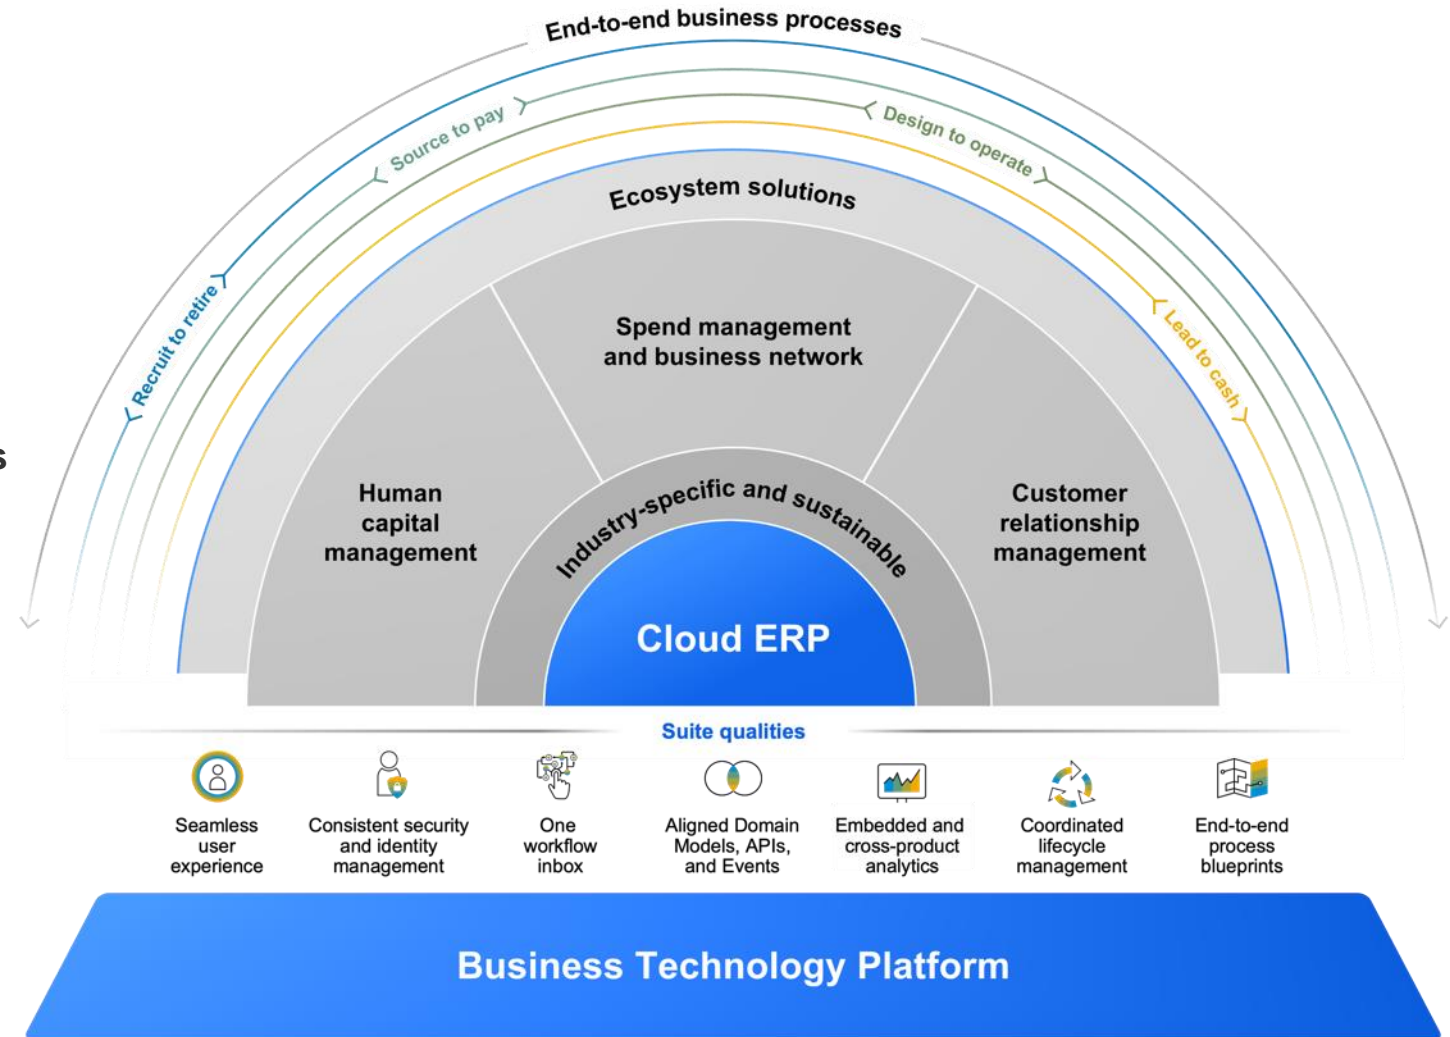 End-to-end business processes
Source to pay
Design to operate
Recruit to retire
Lead to cash
Ecosystem solutions
Spend management
and business network
Human
capital
management
Customer
relationship
management
Industry-specific and sustainable
Cloud ERP
s
Suite qualities
Seamless
user
experience
Consistent security
and identity
management
One
workflow
inbox
Aligned Domain
Models, APIs,
and Events
Embedded and
cross-product
analytics
Coordinated
lifecycle
management
End-to-end
process
blueprints
Business Technology Platform